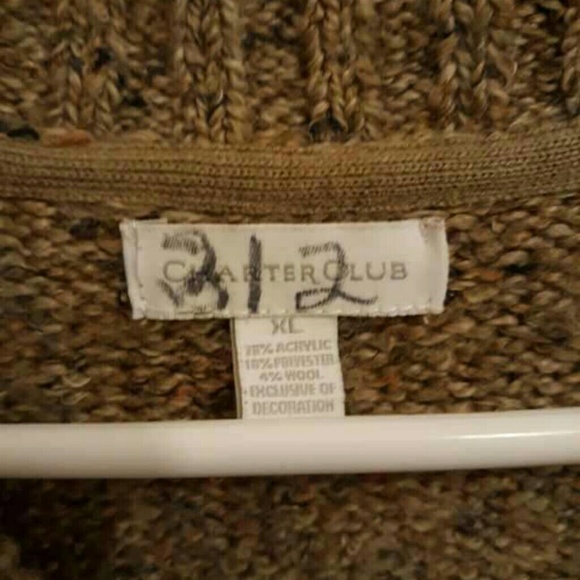 CHARTER CLUB
312
XL
78% ACRYLIC
18% POLYESTER
4% WOOL
EXCLUSIVE OF
DECORATION